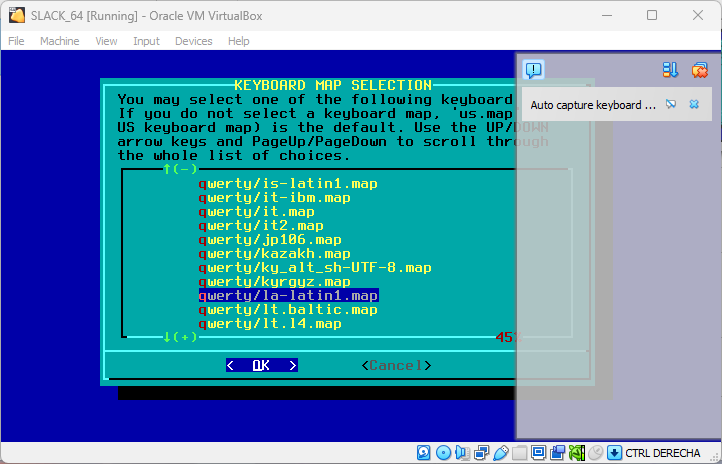 SLACK_64 [Running] - Oracle VM VirtualBox
File Machine View Input Devices Help
KEYBOARD MAP SELECTION
Auto capture keyboard ...
You may select one of the following keyboard
If you do not select a keyboard map, 'us.map
US keyboard map) is the default. Use the UP/DOWN
arrow keys and PageUp/PageDown to scroll through
the whole list of choices.
↑(-)
qwerty/is-latin1.map
qwerty/it-ibm.map
qwerty/it.map
qwerty/it2.map
qwerty/jp106.map
qwerty/kazakh.map
qwerty/ky_alt_sh-UTF-8.map
qwerty/kyrgyz.map
qwerty/la-latin1.map
qwerty/lt.baltic.map
qwerty/lt.l4.map
↓(+) 45%
< OK > <Cancel>
CTRL DERECHA